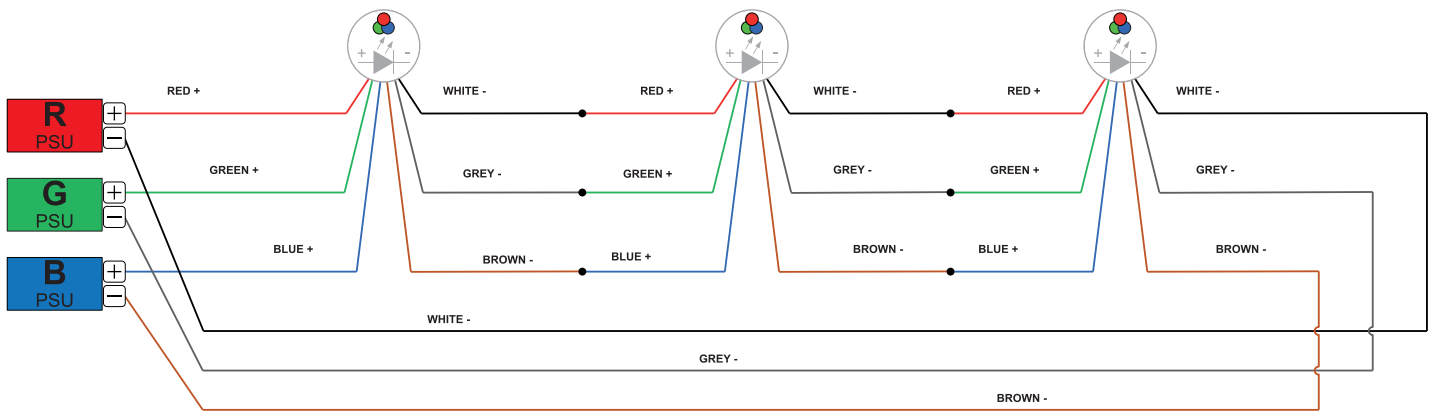 RED + WHITE - RED + WHITE - RED + WHITE -
R
PSU
+
−
GREEN + GREY - GREEN + GREY - GREEN + GREY -
G
PSU
+
−
BLUE + BROWN - BLUE + BROWN - BLUE + BROWN -
B
PSU
+
−
+ -
+ -
+ -
WHITE -
GREY -
BROWN -